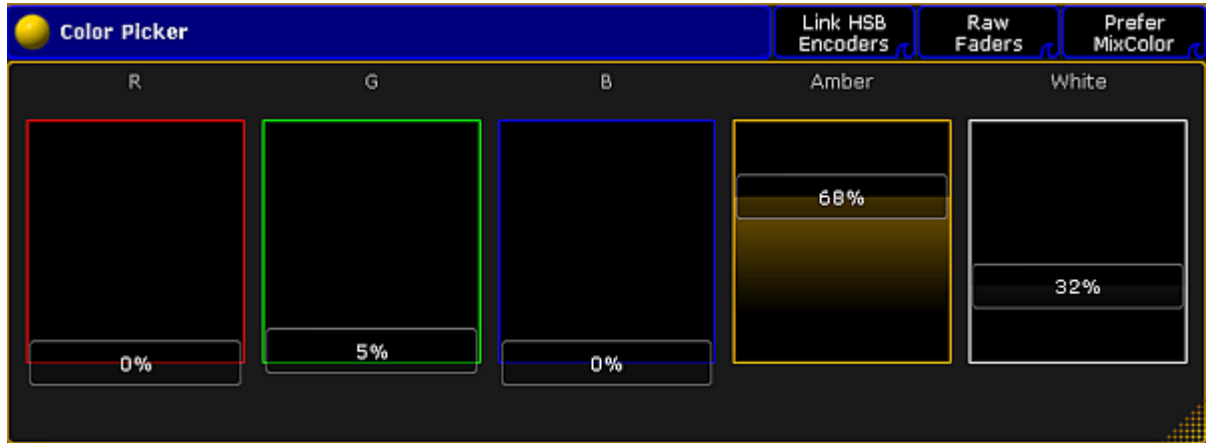 Color Picker
Link HSB
Encoders
Raw
Faders
Prefer
MixColor
R
G
B
Amber
White
0%
5%
0%
68%
32%